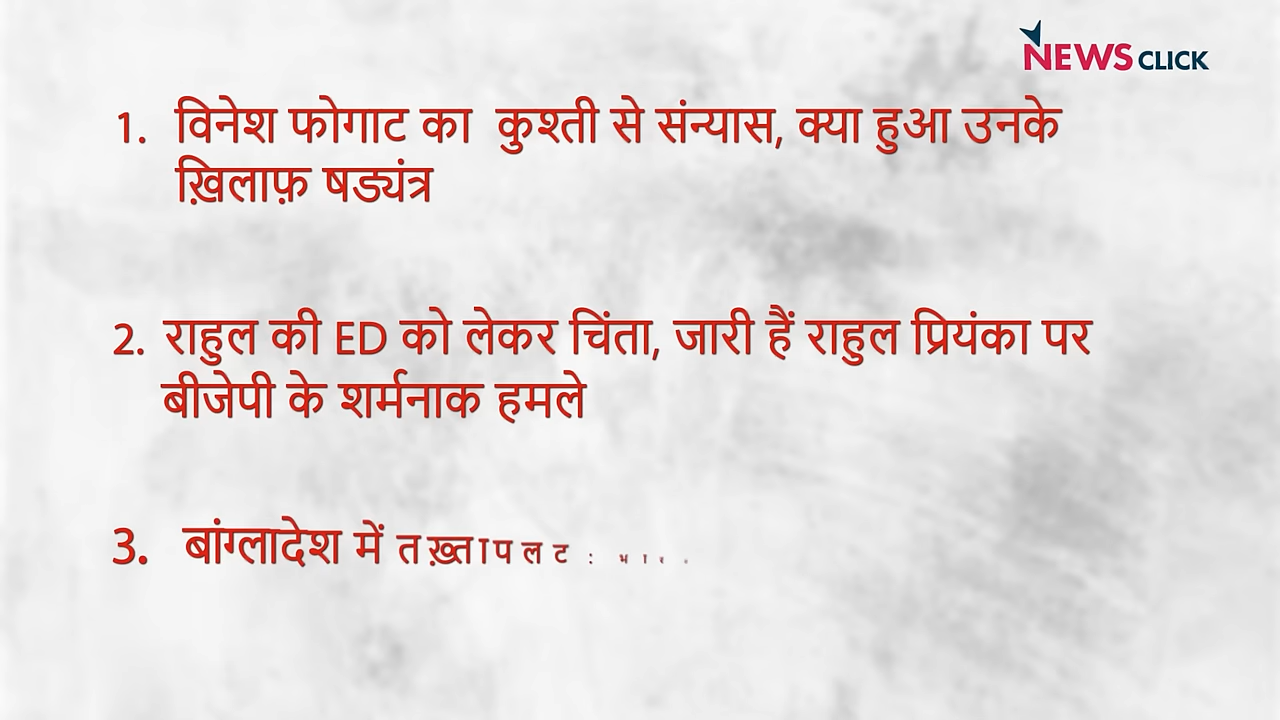 NEWS CLICK
1. विनेश फोगाट का कुश्ती से संन्यास, क्या हुआ उनके
ख़िलाफ़ षड्यंत्र
2. राहुल की ED को लेकर चिंता, जारी हैं राहुल प्रियंका पर
बीजेपी के शर्मनाक हमले
3. बांग्लादेश में तख़्तापलट :